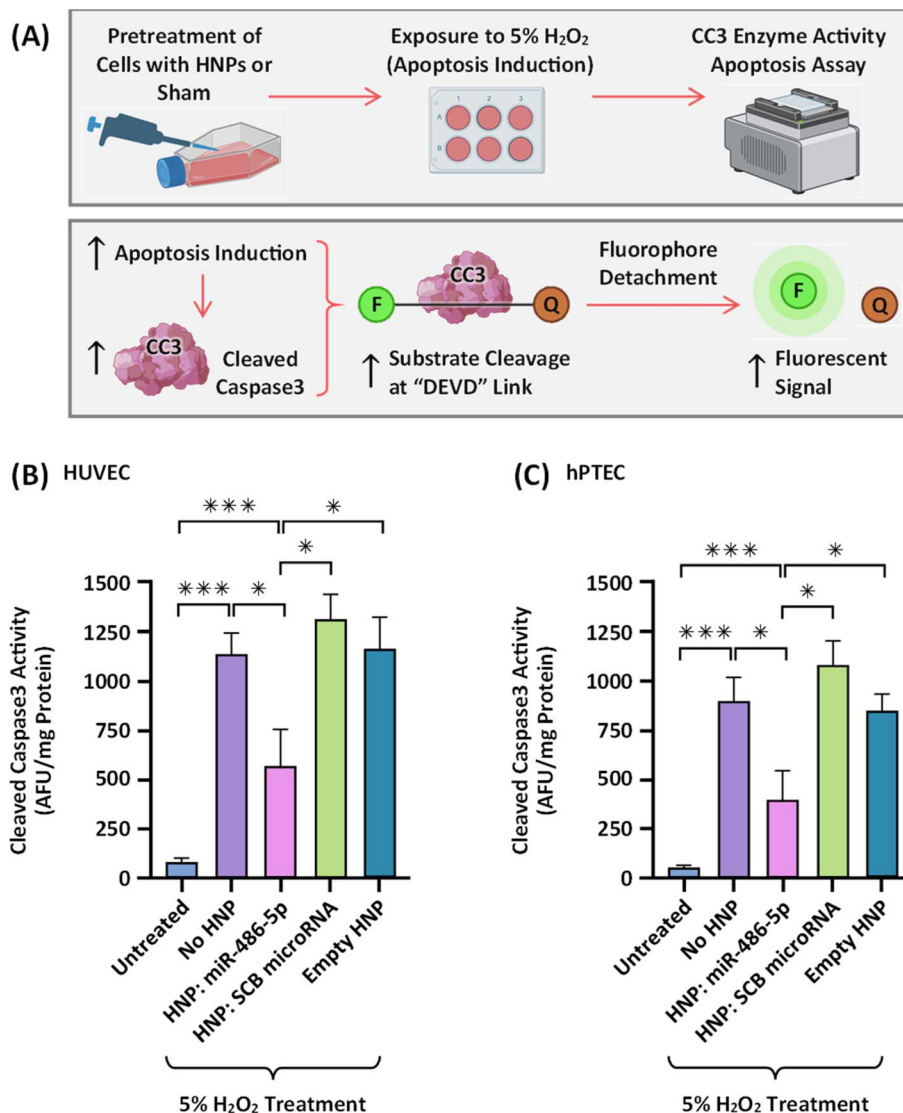 (A)
Pretreatment of
Cells with HNPs or
Sham
Exposure to 5% H₂O₂
(Apoptosis Induction)
1 2 3
A
B
CC3 Enzyme Activity
Apoptosis Assay
↑ Apoptosis Induction
↑ CC3
Cleaved
Caspase3
F CC3 Q
↑ Substrate Cleavage
at “DEVD” Link
Fluorophore
Detachment
F Q
↑ Fluorescent
Signal
(B) HUVEC
*** *
*
*** *
Cleaved Caspase3 Activity
(AFU/mg Protein)
1500
1250
1000
750
500
250
0
Untreated
No HNP
HNP: miR-486-5p
HNP: SCB microRNA
Empty HNP
5% H₂O₂ Treatment
(C) hPTEC
*** *
*
*** *
Cleaved Caspase3 Activity
(AFU/mg Protein)
1500
1250
1000
750
500
250
0
Untreated
No HNP
HNP: miR-486-5p
HNP: SCB microRNA
Empty HNP
5% H₂O₂ Treatment